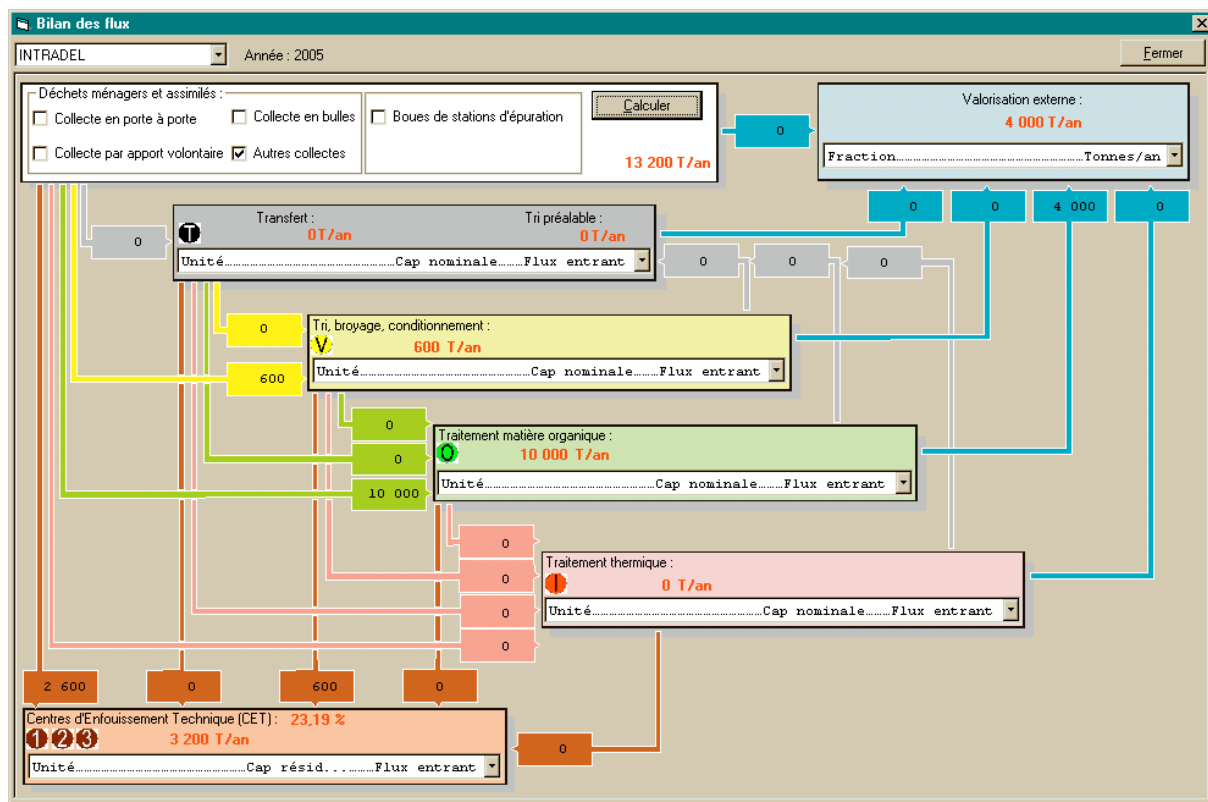 Bilan des flux
INTRADEL Année : 2005 Fermer
Déchets ménagers et assimilés :
Collecte en porte à porte Collecte en bulles Boues de stations d'épuration Calculer
Collecte par apport volontaire Autres collectes
13 200 T/an
0
Valorisation externe :
4 000 T/an
Fraction........................................Tonnes/an
0 0 4 000 0
0
Transfert : Tri préalable :
T 0T/an 0T/an
Unité........................................Cap nominale........Flux entrant
0 0 0
0
Tri, broyage, conditionnement :
V 600 T/an
600
Unité........................................Cap nominale........Flux entrant
0
Traitement matière organique :
0
O 10 000 T/an
10 000
Unité........................................Cap nominale........Flux entrant
0
Traitement thermique :
0
I 0 T/an
0
Unité........................................Cap nominale........Flux entrant
0
2 600 0 600 0
Centres d'Enfouissement Technique (CET) : 23,19 %
1 2 3 3 200 T/an
Unité........................................Cap résid........Flux entrant
0